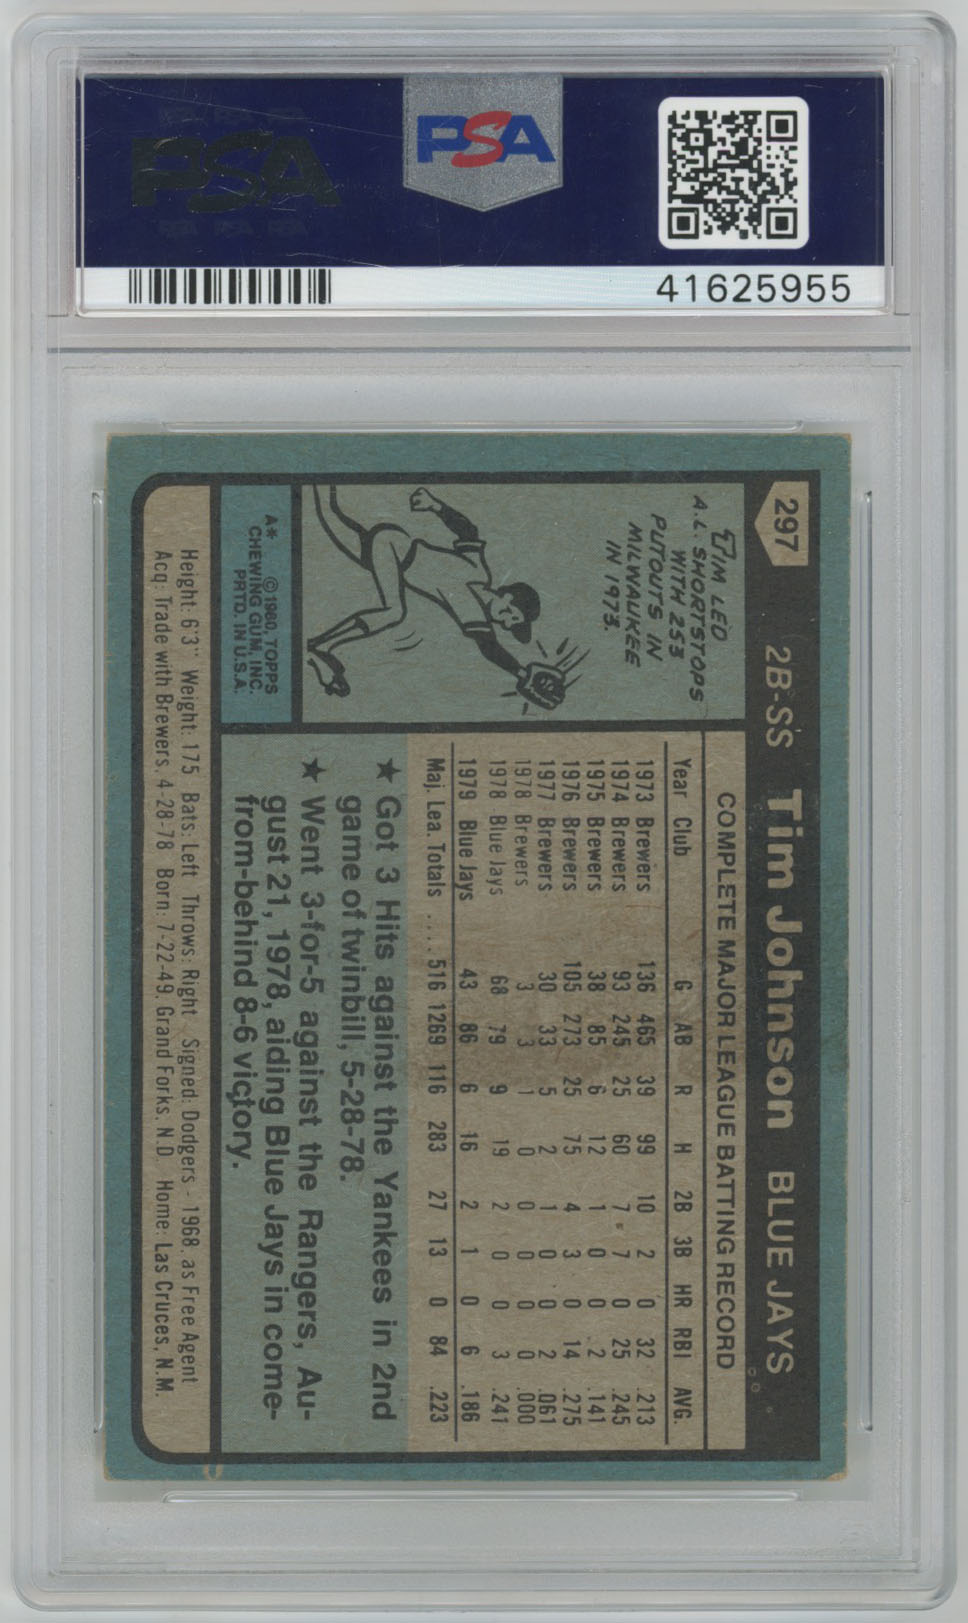 PSA
PSA
41625955
297
2B-SS
Tim Johnson
BLUE JAYS
TIM LED
A.L. SHORTSTOPS
WITH 253
PUTOUTS IN
MILWAUKEE
IN 1973.
A* ©1980, TOPPS
CHEWING GUM, INC.
PRTD. IN U.S.A.
COMPLETE MAJOR LEAGUE BATTING RECORD
Year Club G AB R H 2B 3B HR RBI AVG.
1973 Brewers 136 465 39 99 10 2 0 32 .213
1974 Brewers 93 245 25 60 7 7 0 25 .245
1975 Brewers 38 85 6 12 1 0 0 2 .141
1976 Brewers 105 273 25 75 4 3 0 14 .275
1977 Brewers 30 33 5 2 1 0 0 2 .061
1978 Brewers 3 3 1 0 0 0 0 0 .000
1978 Blue Jays 68 79 9 19 2 0 0 3 .241
1979 Blue Jays 43 86 6 16 2 1 0 6 .186
Maj. Lea. Totals .... 516 1269 116 283 27 13 0 84 .223
★ Got 3 Hits against the Yankees in 2nd
game of twinbill, 5-28-78.
★ Went 3-for-5 against the Rangers, Au-
gust 21, 1978, aiding Blue Jays in come-
from-behind 8-6 victory.
Height: 6'3" Weight: 175 Bats: Left Throws: Right Signed: Dodgers - 1968, as Free Agent
Acq: Trade with Brewers, 4-28-78 Born: 7-22-49, Grand Forks, N.D. Home: Las Cruces, N.M.